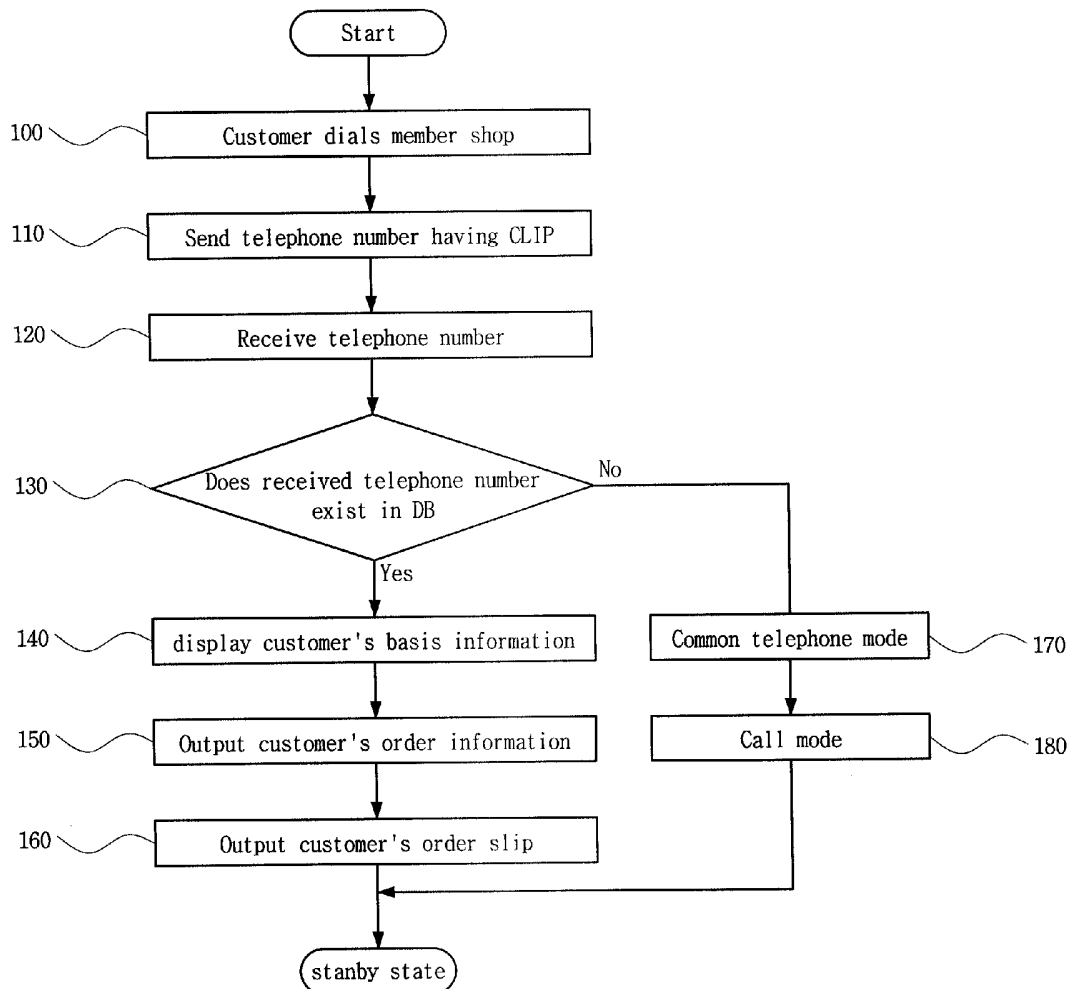 Start
100
Customer dials member shop
110
Send telephone number having CLIP
120
Receive telephone number
130
Does received telephone number
exist in DB
No
Yes
140
display customer's basis information
Common telephone mode
170
150
Output customer's order information
Call mode
180
160
Output customer's order slip
stanby state